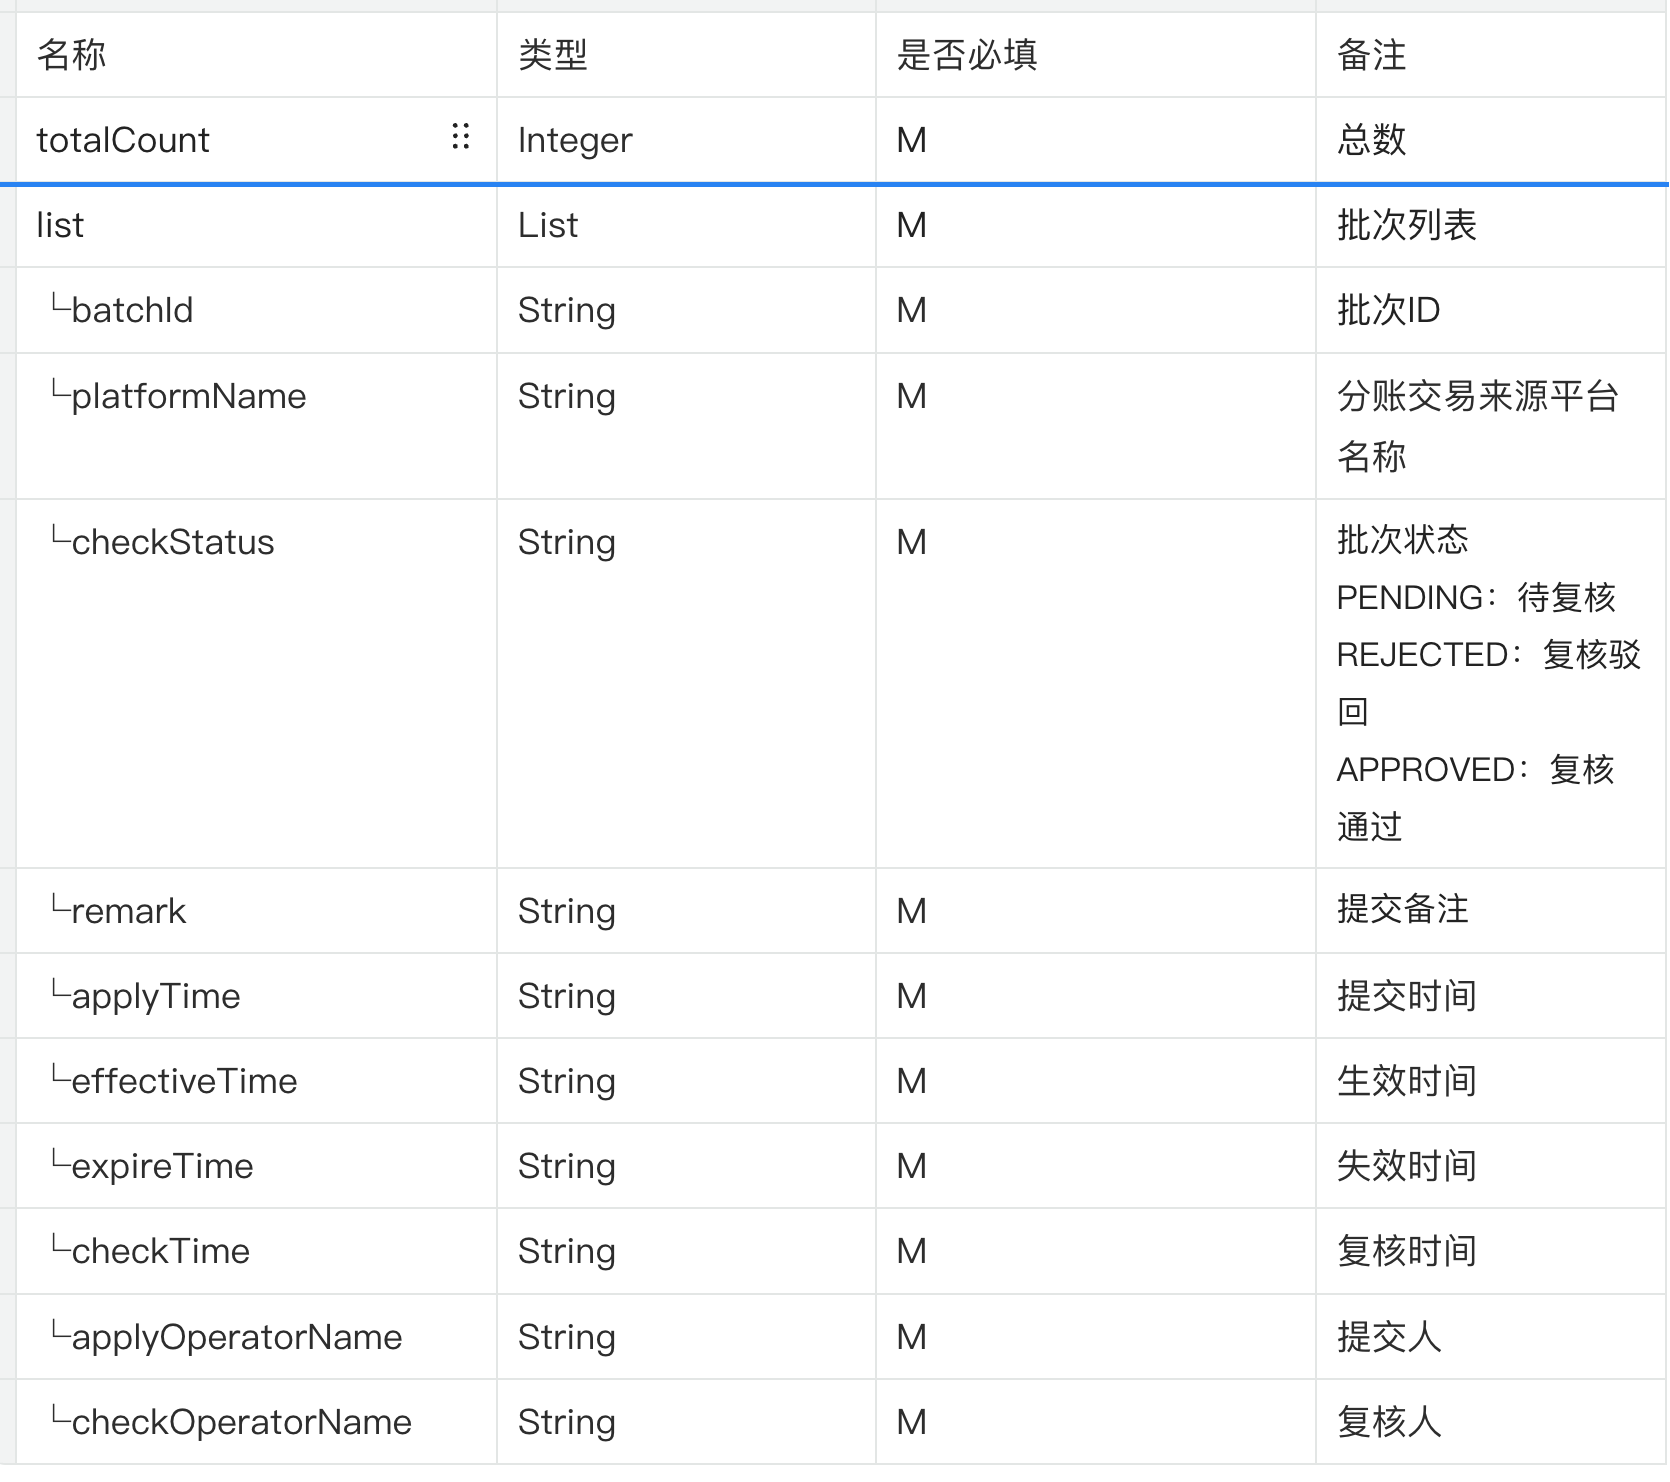 名称 类型 是否必填 备注
totalCount Integer M 总数
list List M 批次列表
└batchId String M 批次ID
└platformName String M 分账交易来源平台
名称
└checkStatus String M 批次状态
PENDING：待复核
REJECTED：复核驳
回
APPROVED：复核
通过
└remark String M 提交备注
└applyTime String M 提交时间
└effectiveTime String M 生效时间
└expireTime String M 失效时间
└checkTime String M 复核时间
└applyOperatorName String M 提交人
└checkOperatorName String M 复核人